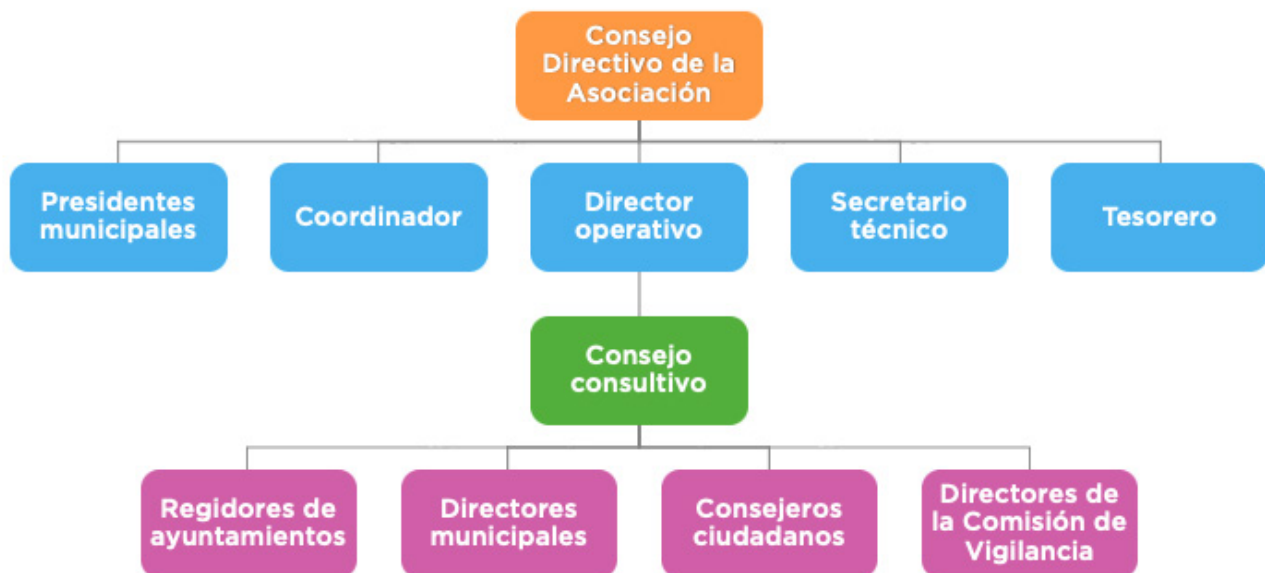 Consejo
Directivo de la
Asociación
Presidentes
municipales
Coordinador
Director
operativo
Secretario
técnico
Tesorero
Consejo
consultivo
Regidores de
ayuntamientos
Directores
municipales
Consejeros
ciudadanos
Directores de
la Comisión de
Vigilancia